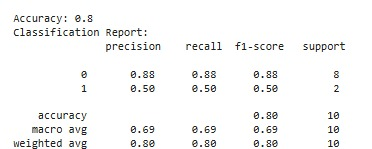 Accuracy: 0.8
Classification Report:
precision recall f1-score support
0 0.88 0.88 0.88 8
1 0.50 0.50 0.50 2
accuracy 0.80 10
macro avg 0.69 0.69 0.69 10
weighted avg 0.80 0.80 0.80 10